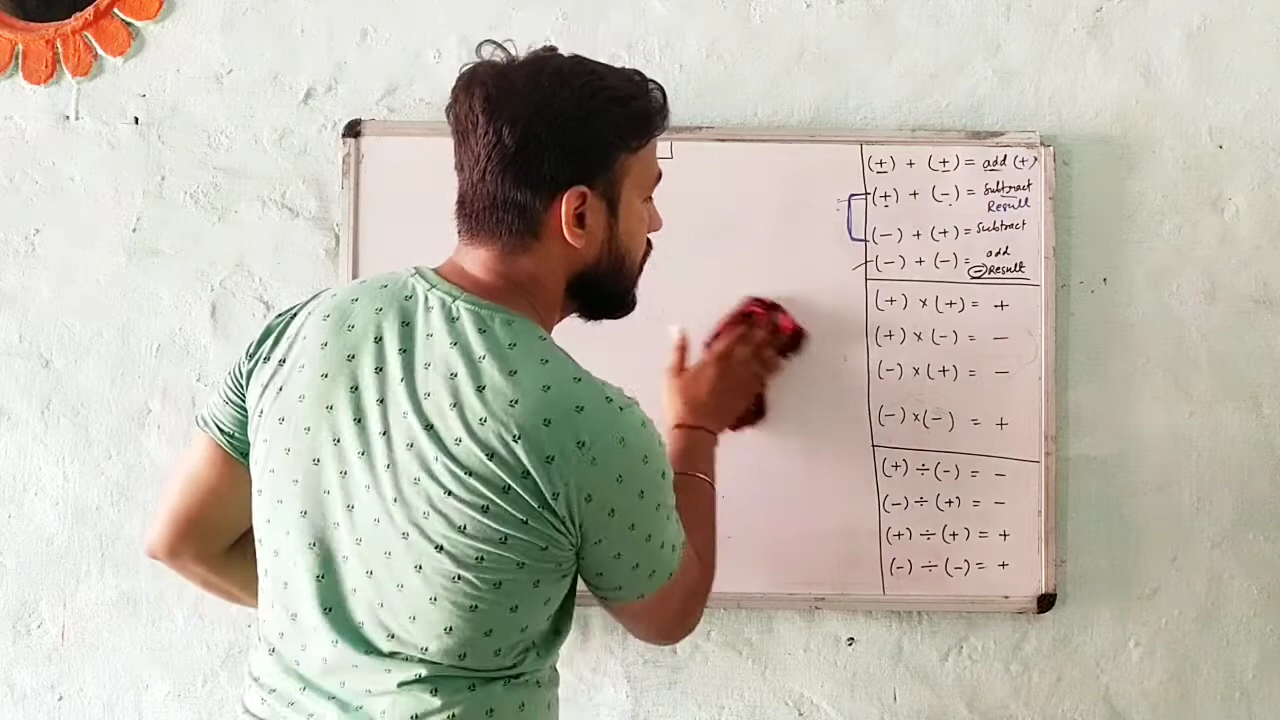 (+) + (+) = add (+)
(+) + (-) = Subtract
Result
(-) + (+) = Subtract
(-) + (-) = add
(-) Result
(+) × (+) = +
(+) × (-) = -
(-) × (+) = -
(-) × (-) = +
(+) ÷ (-) = -
(-) ÷ (+) = -
(+) ÷ (+) = +
(-) ÷ (-) = +